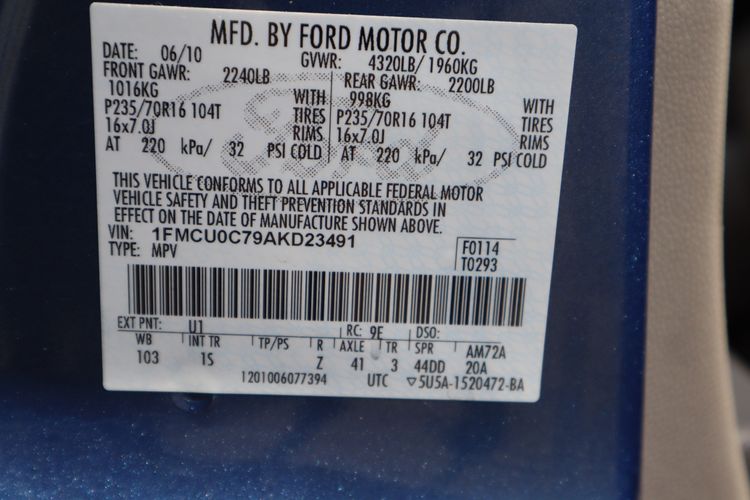 MFD. BY FORD MOTOR CO.
DATE: 06/10 GVWR: 4320LB/ 1960KG
FRONT GAWR: 2240LB REAR GAWR: 2200LB
1016KG WITH 998KG WITH
P235/70R16 104T TIRES P235/70R16 104T TIRES
16x7.0J RIMS 16x7.0J RIMS
AT 220 kPa/ 32 PSI COLD AT 220 kPa/ 32 PSI COLD
Ford
THIS VEHICLE CONFORMS TO ALL APPLICABLE FEDERAL MOTOR
VEHICLE SAFETY AND THEFT PREVENTION STANDARDS IN
EFFECT ON THE DATE OF MANUFACTURE SHOWN ABOVE.
VIN: 1FMCU0C79AKD23491
TYPE: MPV
F0114
T0293
EXT PNT: U1 RC: 9F DSO:
WB INT TR TP/PS R AXLE TR SPR AM72A
103 1S Z 41 3 44DD 20A
1201006077394 UTC ▽5U5A-1520472-BA